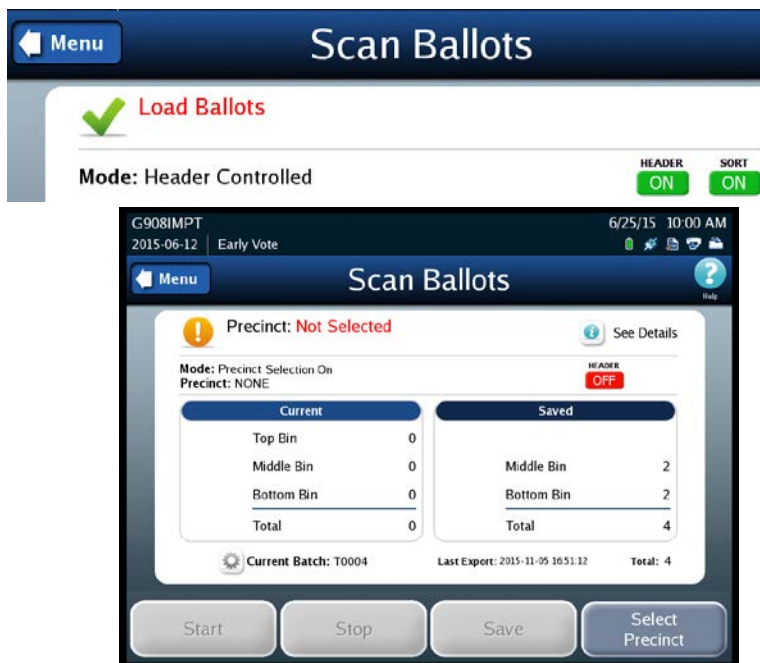 Menu
Scan Ballots
Load Ballots
Mode: Header Controlled
HEADER
ON
SORT
ON
G908IMPT
6/25/15 10:00 AM
2015-06-12 | Early Vote
Menu
Scan Ballots
Help
Precinct: Not Selected
See Details
Mode: Precinct Selection On
Precinct: NONE
HEADER
OFF
Current
Top Bin 0
Middle Bin 0
Bottom Bin 0
Total 0
Saved
Middle Bin 2
Bottom Bin 2
Total 4
Current Batch: T0004
Last Export: 2015-11-05 16:51:12
Total: 4
Start
Stop
Save
Select
Precinct